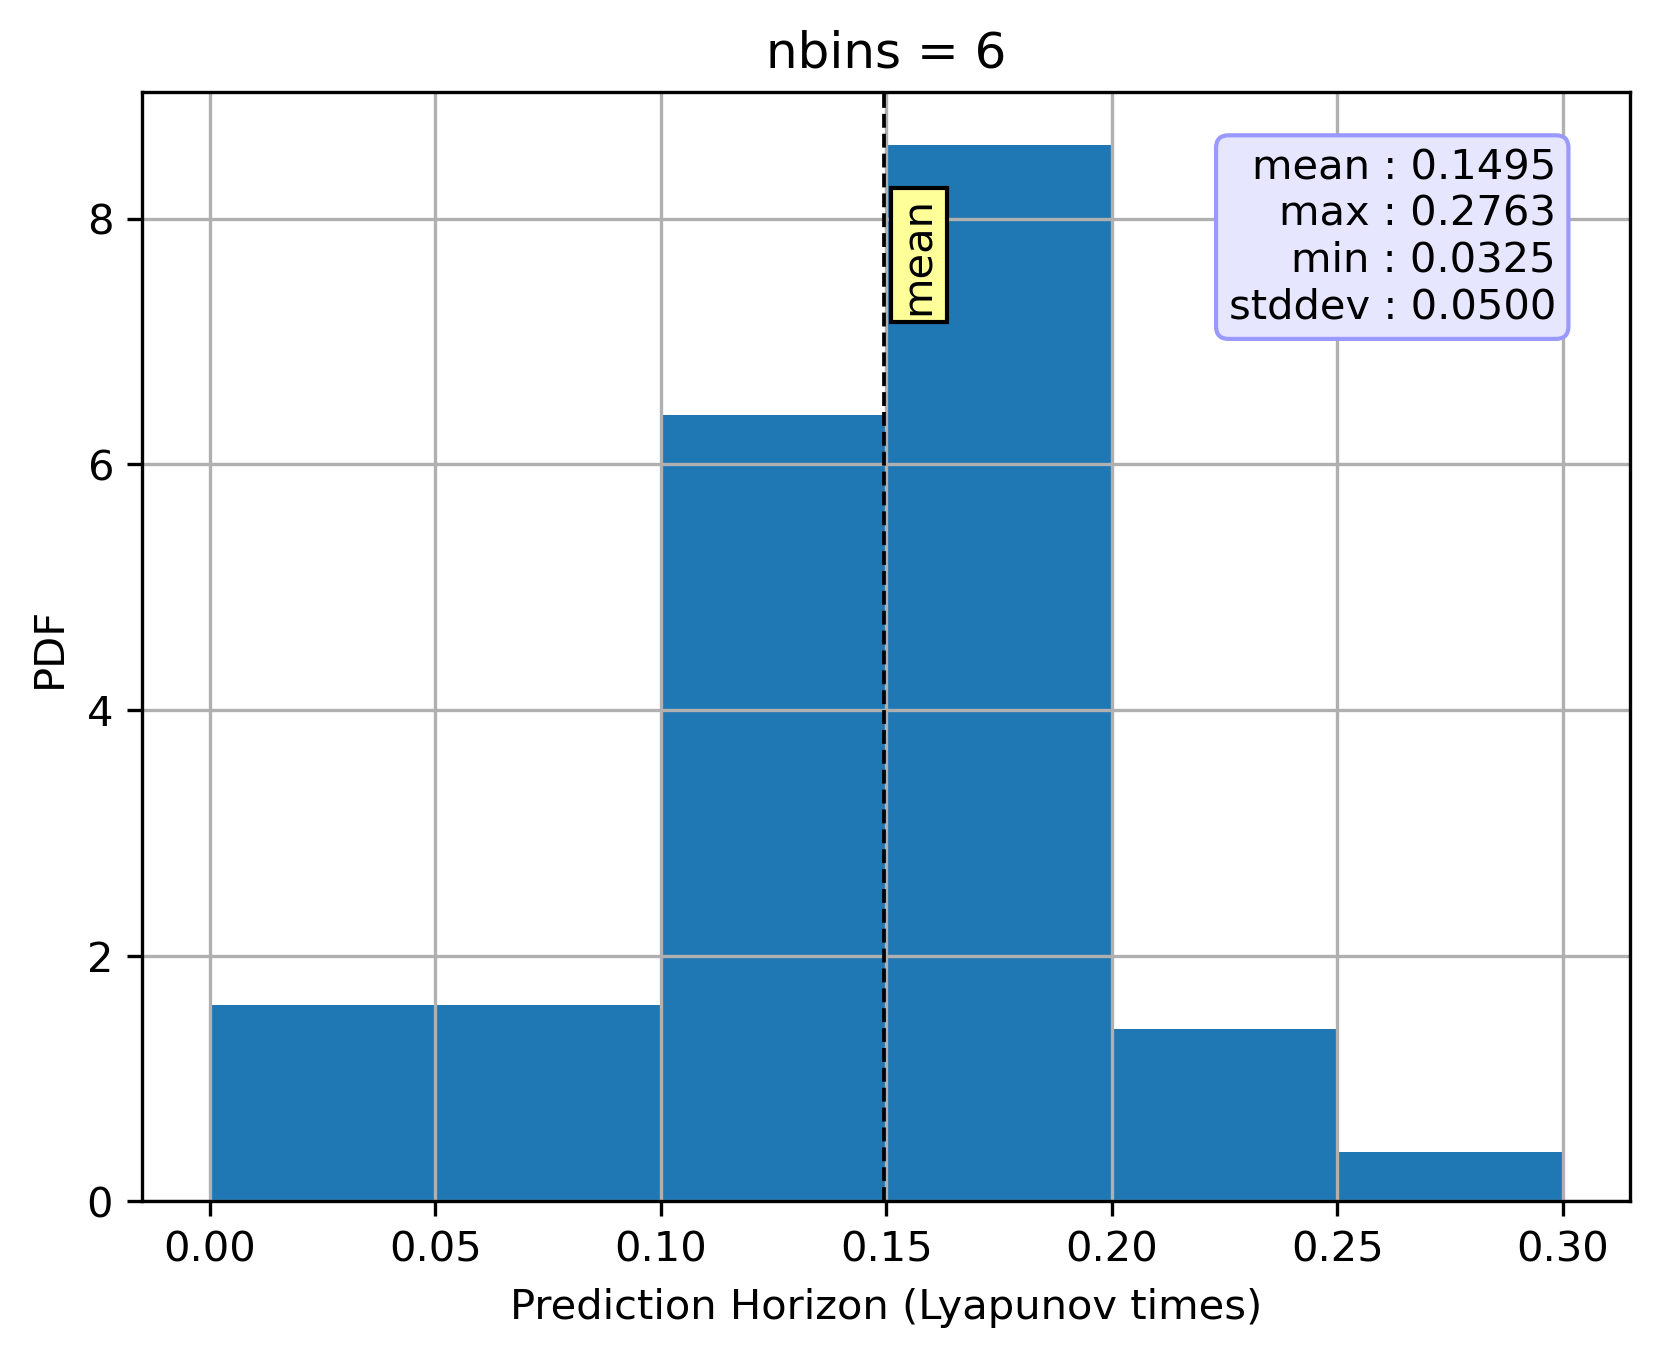 nbins = 6
mean : 0.1495
max : 0.2763
min : 0.0325
stddev : 0.0500
mean
8
6
4
2
0
PDF
0.00 0.05 0.10 0.15 0.20 0.25 0.30
Prediction Horizon (Lyapunov times)